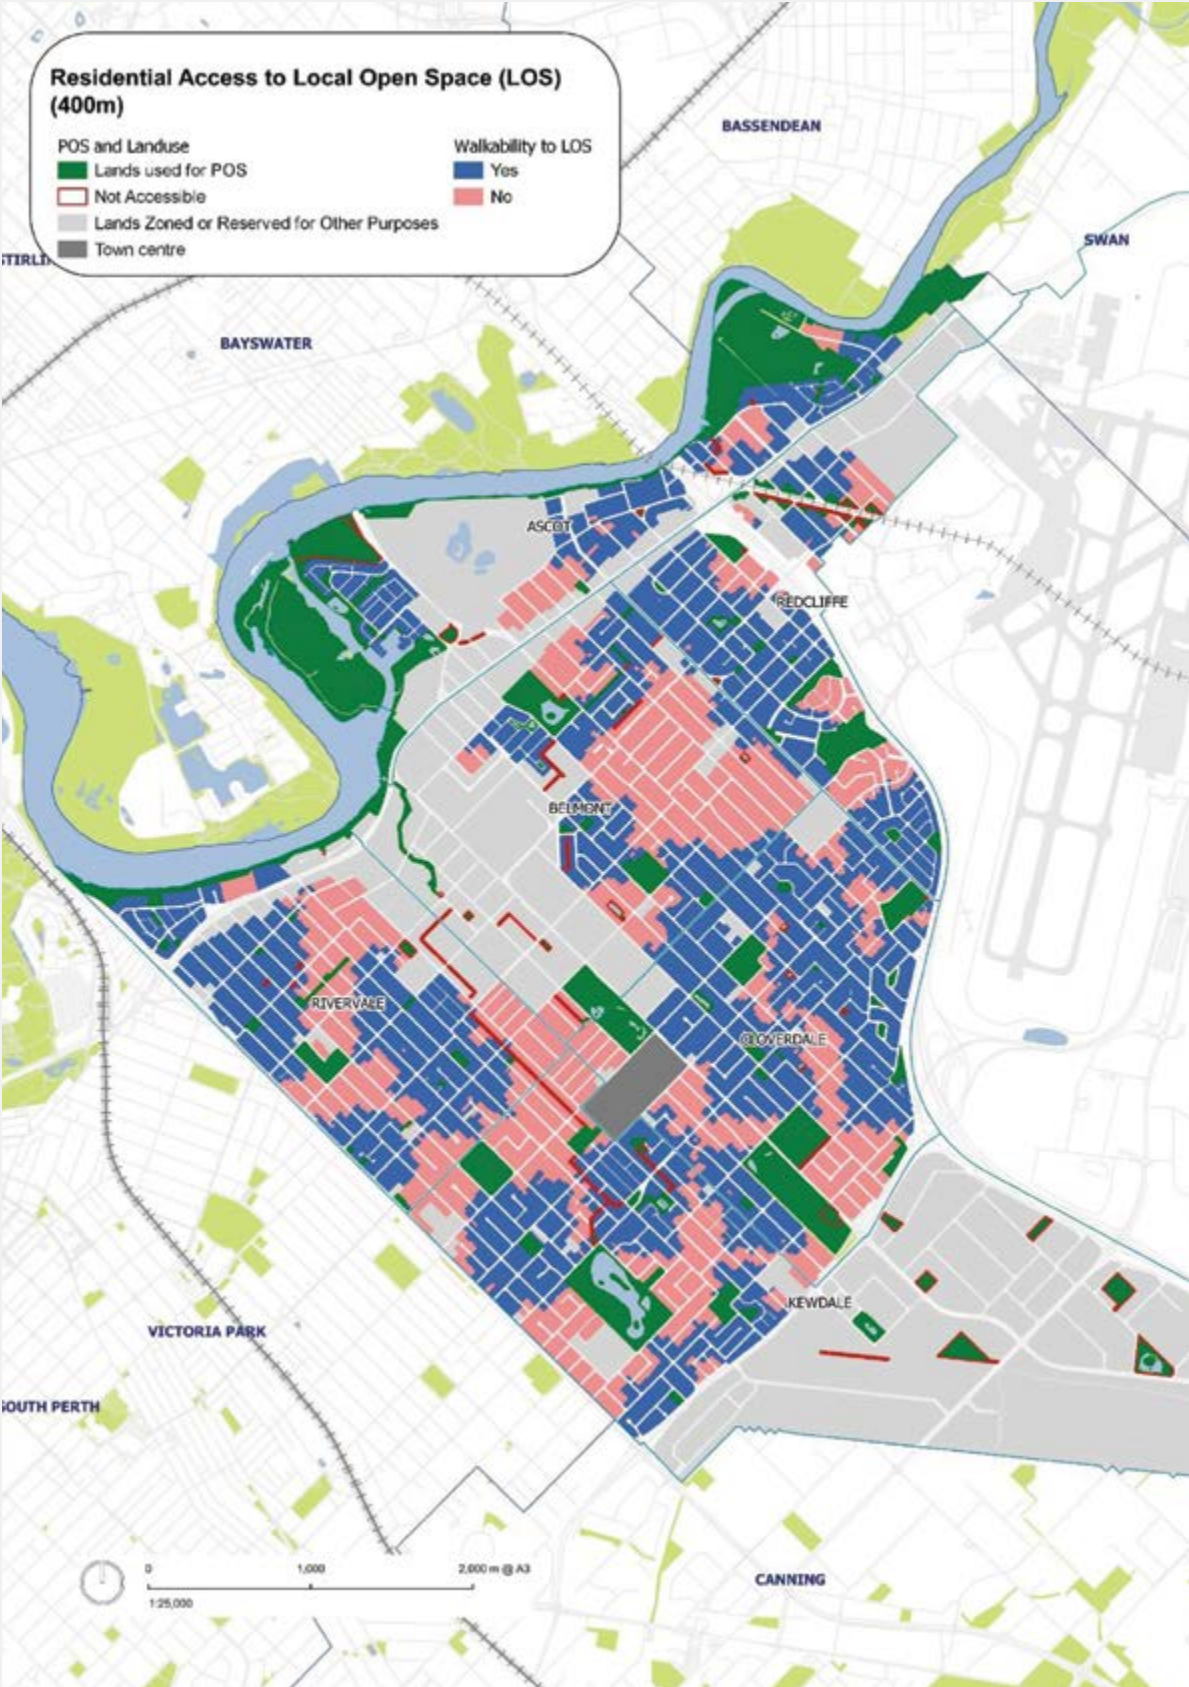 Residential Access to Local Open Space (LOS)
(400m)
POS and Landuse
Lands used for POS
Not Accessible
Lands Zoned or Reserved for Other Purposes
Town centre
Walkability to LOS
Yes
No
BASSENDEAN
SWAN
STIRLI
BAYSWATER
ASCOT
REDCLIFFE
BELMONT
RIVERVALE
CLOVERDALE
KEWDALE
VICTORIA PARK
SOUTH PERTH
CANNING
0 1,000 2,000 m @ A3
1:25,000